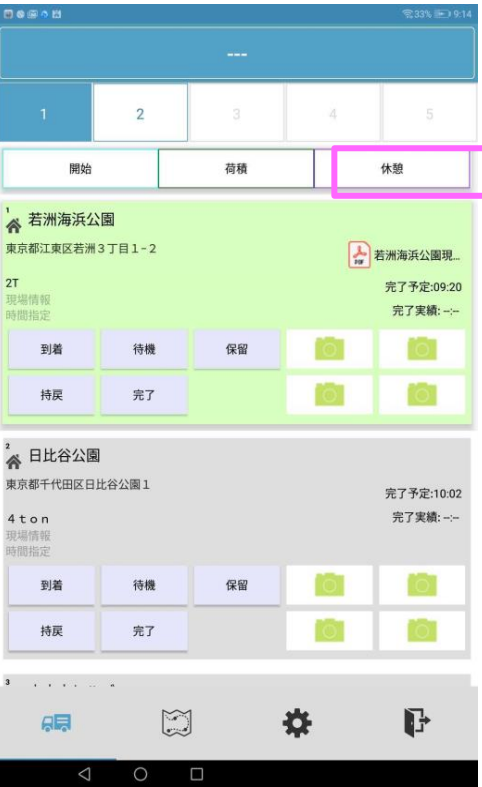 33% 9:14
---
1 2 3 4 5
開始 荷積 休憩
1
若洲海浜公園
東京都江東区若洲3丁目1-2
PDF 若洲海浜公園現...
2T
完了予定:09:20
現場情報
完了実績: --:--
時間指定
到着 待機 保留
持戻 完了
2
日比谷公園
東京都千代田区日比谷公園1
完了予定:10:02
4ton
完了実績: --:--
現場情報
時間指定
到着 待機 保留
持戻 完了
3